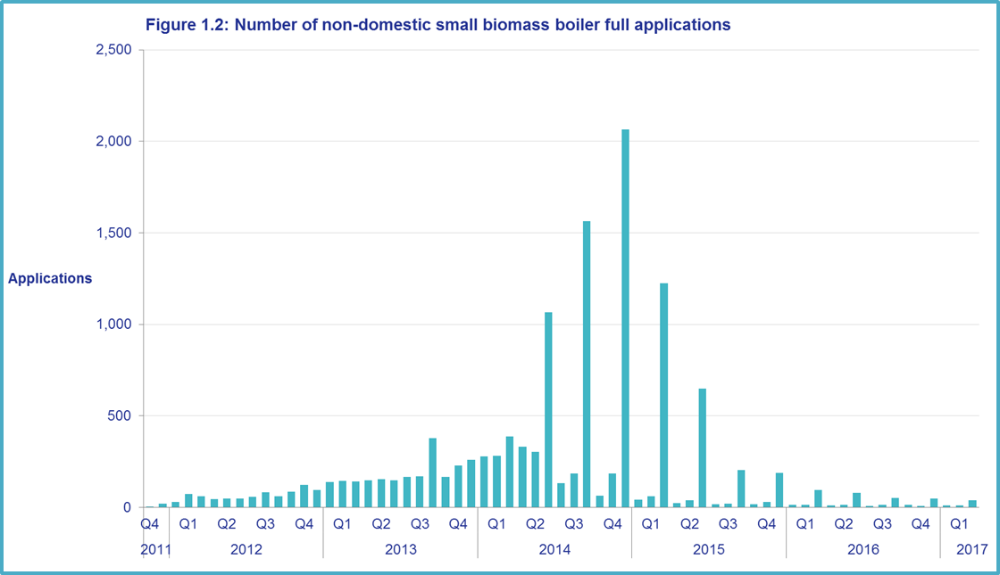 Figure 1.2: Number of non-domestic small biomass boiler full applications
2,500
2,000
1,500
Applications
1,000
500
0
Q4 Q1 Q2 Q3 Q4 Q1 Q2 Q3 Q4 Q1 Q2 Q3 Q4 Q1 Q2 Q3 Q4 Q1 Q2 Q3 Q4 Q1
2011 2012 2013 2014 2015 2016 2017